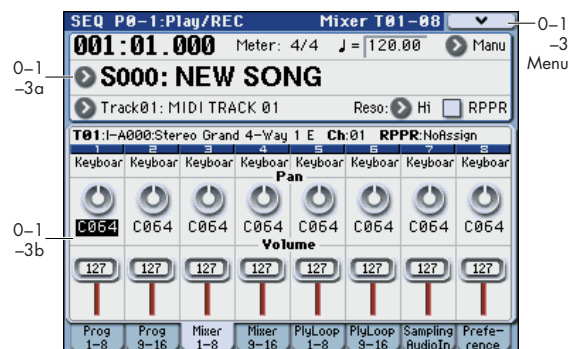 SEQ P0-1:Play/REC Mixer T01-08
0–1
–3
Menu
001:01.000 Meter: 4/4 ♩= 120.00 Manu
0–1
–3a
S000: NEW SONG
Track01: MIDI TRACK 01 Reso: Hi RPPR
T01:I-A000:Stereo Grand 4-Way 1 E Ch:01 RPPR:NoAssign
1 2 3 4 5 6 7 8
Keyboar Keyboar Keyboar Keyboar Keyboar Keyboar Keyboar Keyboar
Pan
0–1
–3b
C064 C064 C064 C064 C064 C064 C064 C064
Volume
127 127 127 127 127 127 127 127
Prog Prog Mixer Mixer PlyLoop PlyLoop Sampling Prefe-
1-8 9-16 1-8 9-16 1-8 9-16 AudioIn rence